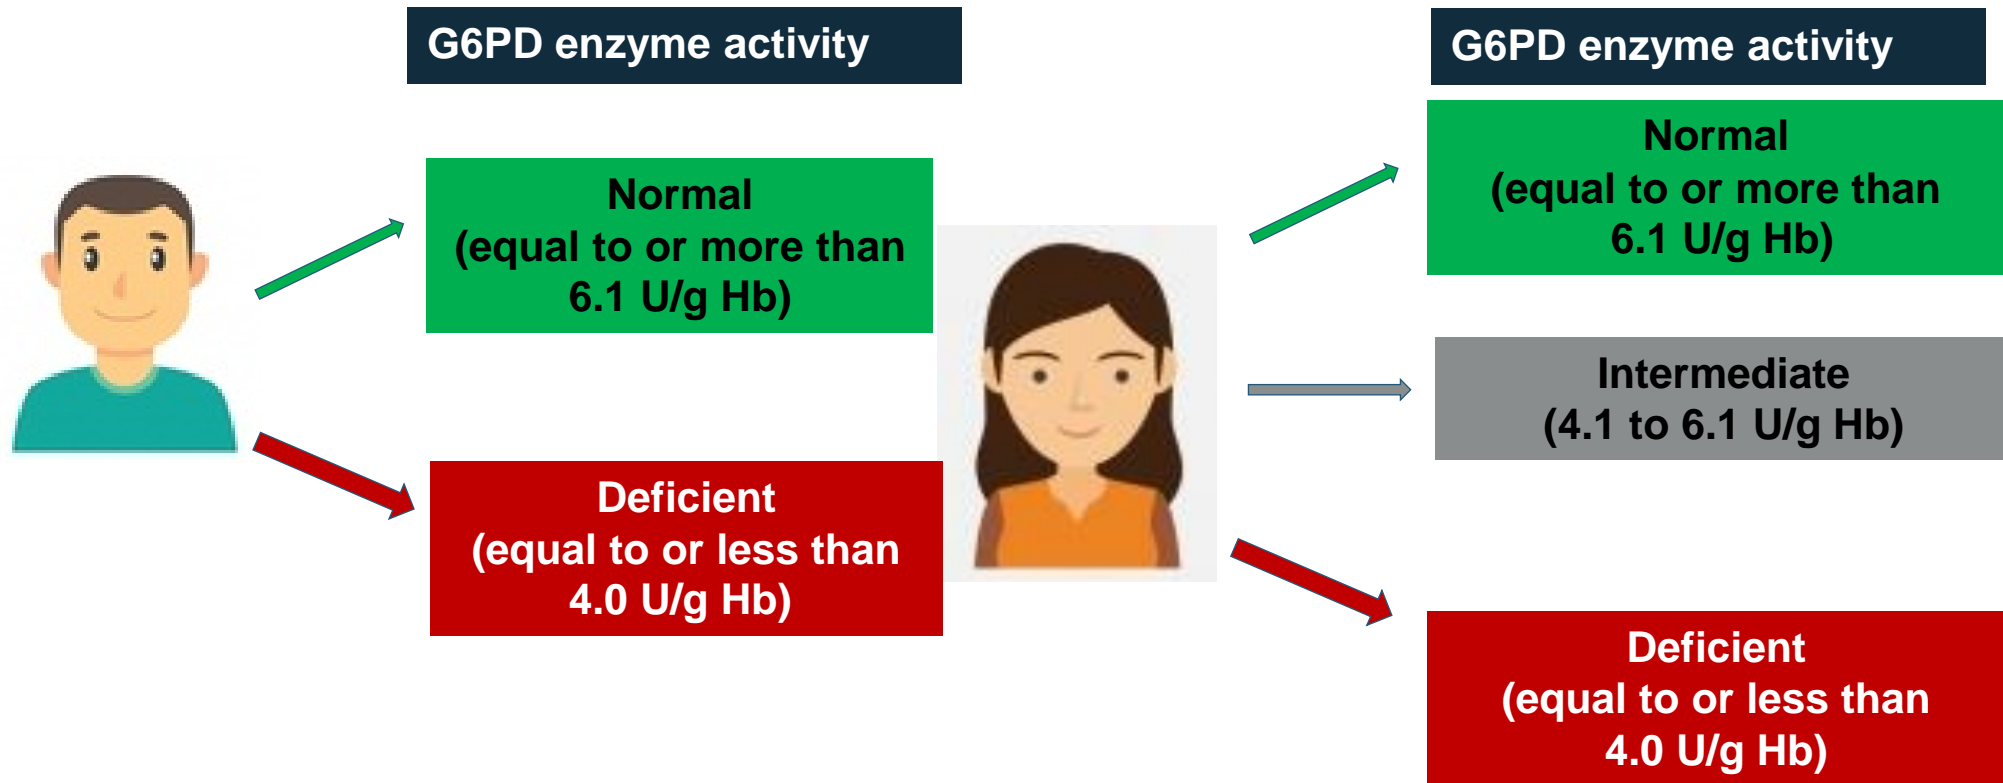 G6PD enzyme activity
Normal
(equal to or more than
6.1 U/g Hb)
Deficient
(equal to or less than
4.0 U/g Hb)
G6PD enzyme activity
Normal
(equal to or more than
6.1 U/g Hb)
Intermediate
(4.1 to 6.1 U/g Hb)
Deficient
(equal to or less than
4.0 U/g Hb)